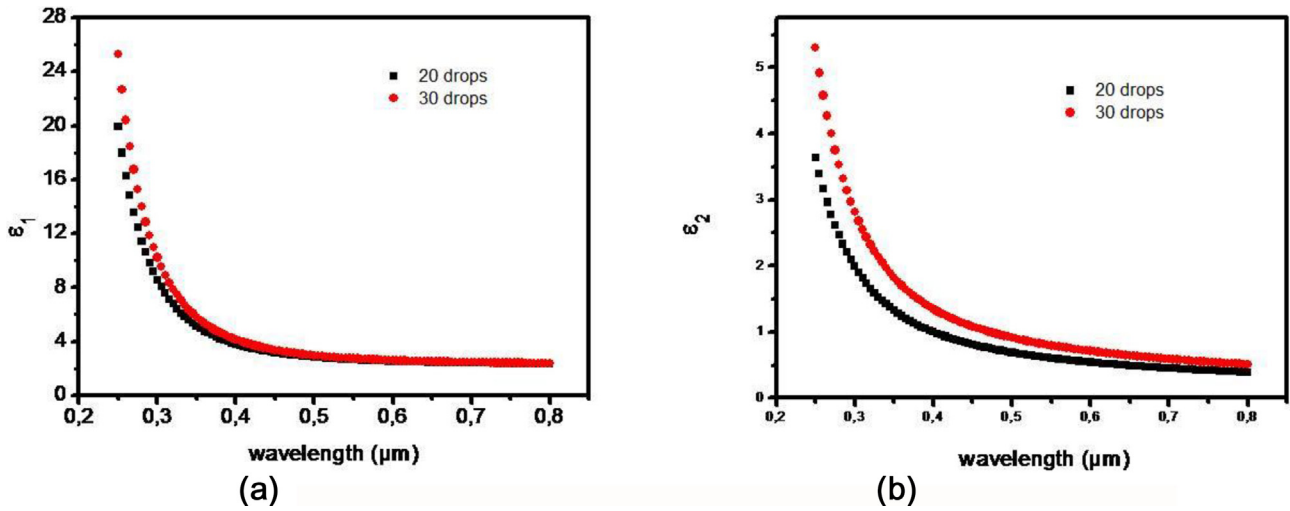 28
24
20
16
12
8
4
0
ε1
20 drops
30 drops
0,2 0,3 0,4 0,5 0,6 0,7 0,8
wavelength (µm)
(a)
5
4
3
2
1
0
ε2
20 drops
30 drops
0,2 0,3 0,4 0,5 0,6 0,7 0,8
wavelength (µm)
(b)